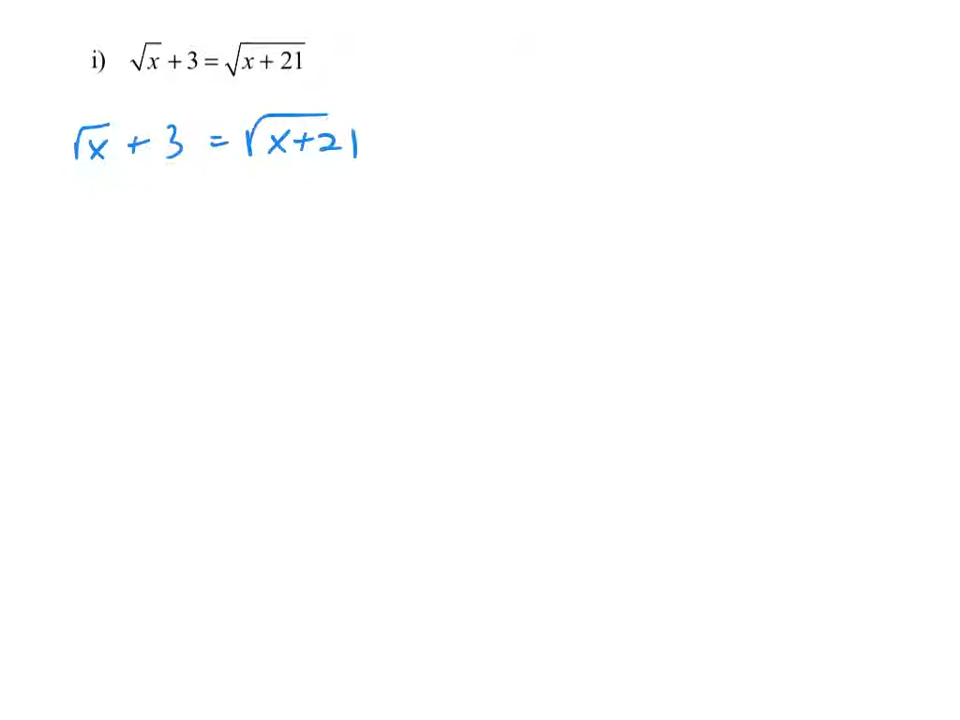 i) √x + 3 = √(x + 21)
√x + 3 = √(x+21)